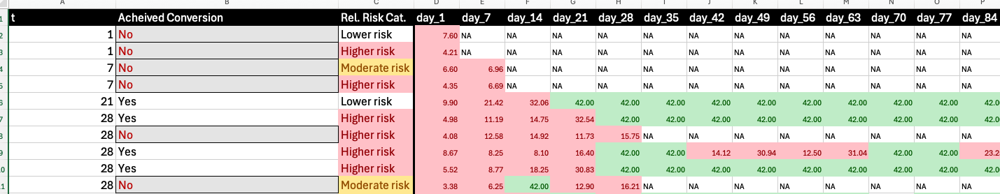 A B C D E F G H I J K L M N O P
1 t Acheived Conversion Rel. Risk Cat. day_1 day_7 day_14 day_21 day_28 day_35 day_42 day_49 day_56 day_63 day_70 day_77 day_84
2 1 No Lower risk 7.60 NA NA NA NA NA NA NA NA NA NA NA NA
3 1 No Higher risk 4.21 NA NA NA NA NA NA NA NA NA NA NA NA
4 7 No Moderate risk 6.60 6.96 NA NA NA NA NA NA NA NA NA NA NA
5 7 No Higher risk 4.35 6.69 NA NA NA NA NA NA NA NA NA NA NA
6 21 Yes Lower risk 9.90 21.42 32.06 42.00 42.00 42.00 42.00 42.00 42.00 42.00 42.00 42.00 42.0
7 28 Yes Higher risk 4.98 11.19 14.75 32.54 42.00 42.00 42.00 42.00 42.00 42.00 42.00 42.00 42.0
8 28 No Higher risk 4.08 12.58 14.92 11.73 15.75 NA NA NA NA NA NA NA NA
9 28 Yes Higher risk 8.67 8.25 8.10 16.40 42.00 42.00 14.12 30.94 12.50 31.04 42.00 42.00 23.2
10 28 Yes Higher risk 5.52 8.77 18.25 30.83 42.00 42.00 42.00 42.00 42.00 42.00 42.00 42.00 42.0
11 28 No Moderate risk 3.38 6.25 42.00 12.90 16.21 NA NA NA NA NA NA NA NA